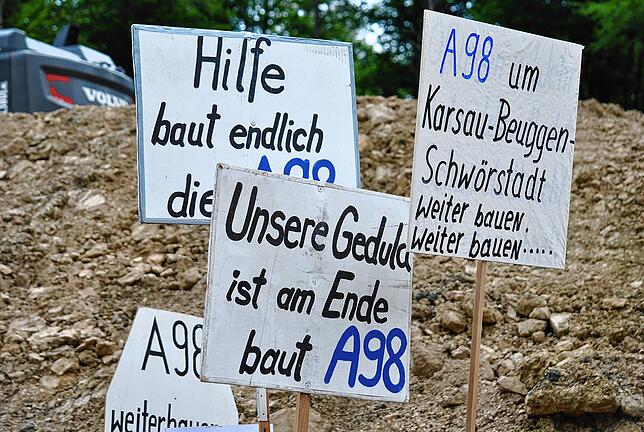 VOLVO
Hilfe
baut endlich
die A98
A98 um
Karsau-Beuggen-
Schwörstadt
weiter bauen.
weiter bauen.....
Unsere Geduld
ist am Ende
baut A98
A98
weiterbauen